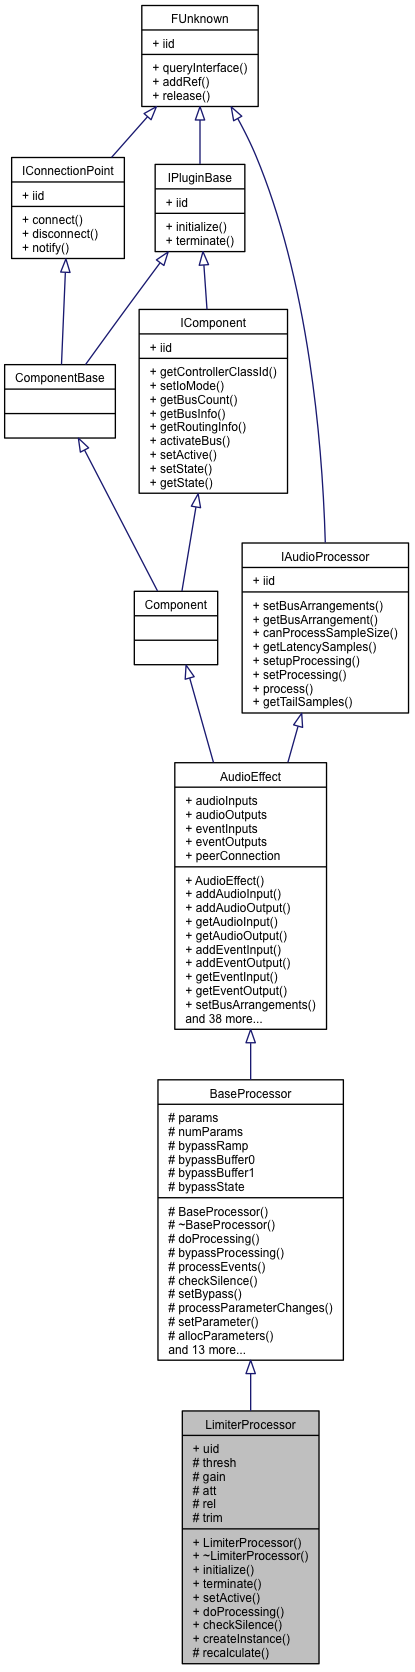 FUnknown
+ iid
+ queryInterface()
+ addRef()
+ release()
IConnectionPoint
+ iid
+ connect()
+ disconnect()
+ notify()
IPluginBase
+ iid
+ initialize()
+ terminate()
IComponent
+ iid
+ getControllerClassId()
+ setIoMode()
+ getBusCount()
+ getBusInfo()
+ getRoutingInfo()
+ activateBus()
+ setActive()
+ setState()
+ getState()
ComponentBase
IAudioProcessor
+ iid
+ setBusArrangements()
+ getBusArrangement()
+ canProcessSampleSize()
+ getLatencySamples()
+ setupProcessing()
+ setProcessing()
+ process()
+ getTailSamples()
Component
AudioEffect
+ audioInputs
+ audioOutputs
+ eventInputs
+ eventOutputs
+ peerConnection
+ AudioEffect()
+ addAudioInput()
+ addAudioOutput()
+ getAudioInput()
+ getAudioOutput()
+ addEventInput()
+ addEventOutput()
+ getEventInput()
+ getEventOutput()
+ setBusArrangements()
and 38 more...
BaseProcessor
# params
# numParams
# bypassRamp
# bypassBuffer0
# bypassBuffer1
# bypassState
# BaseProcessor()
# ~BaseProcessor()
# doProcessing()
# bypassProcessing()
# processEvents()
# checkSilence()
# setBypass()
# processParameterChanges()
# setParameter()
# allocParameters()
and 13 more...
LimiterProcessor
+ uid
# thresh
# gain
# att
# rel
# trim
+ LimiterProcessor()
+ ~LimiterProcessor()
+ initialize()
+ terminate()
+ setActive()
+ doProcessing()
+ checkSilence()
+ createInstance()
# recalculate()